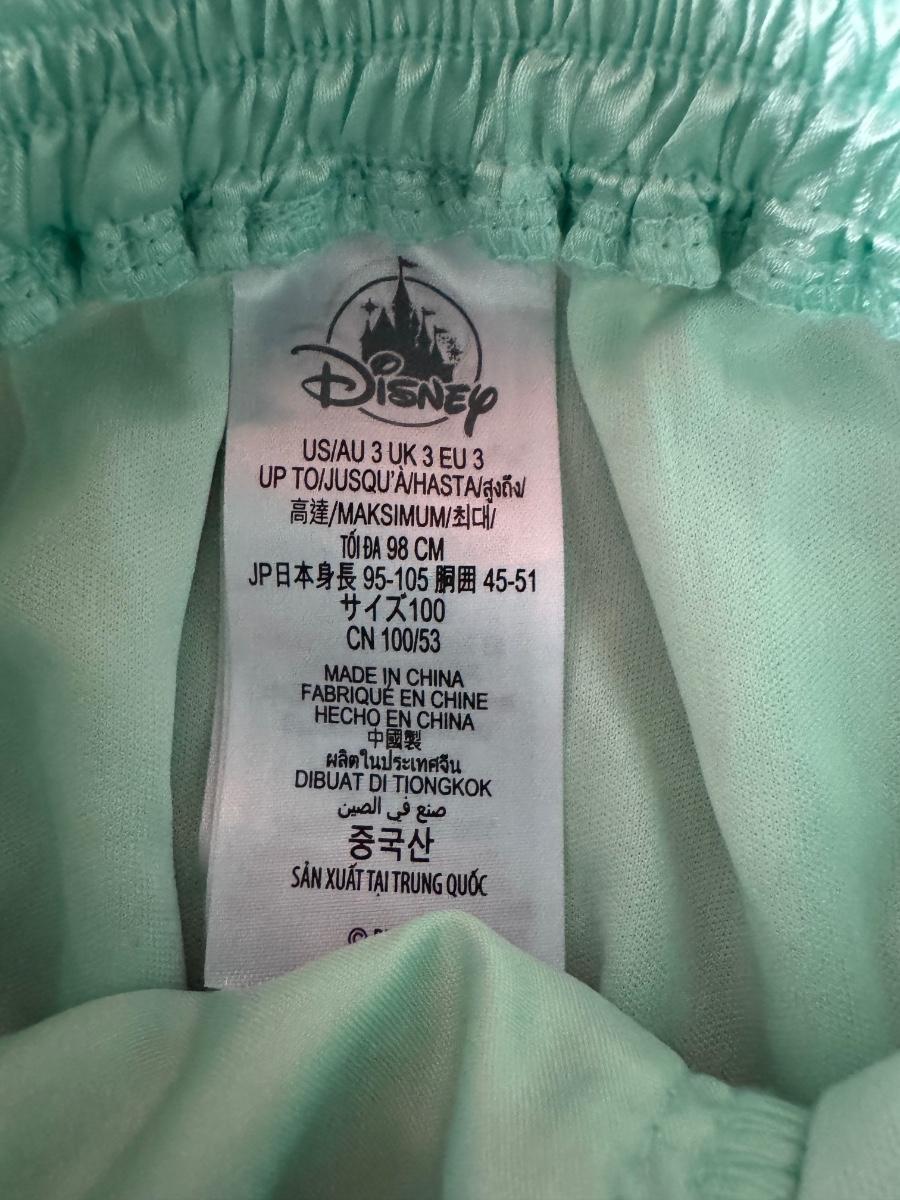 Disney
US/AU 3 UK 3 EU 3
UP TO/JUSQU'À/HASTA/สูงถึง/
高達/MAKSIMUM/최대/
TỐI ĐA 98 CM
JP日本身長 95-105 胴囲 45-51
サイズ100
CN 100/53
MADE IN CHINA
FABRIQUÉ EN CHINE
HECHO EN CHINA
中國製
ผลิตในประเทศจีน
DIBUAT DI TIONGKOK
صنع في الصين
중국산
SẢN XUẤT TẠI TRUNG QUỐC
©